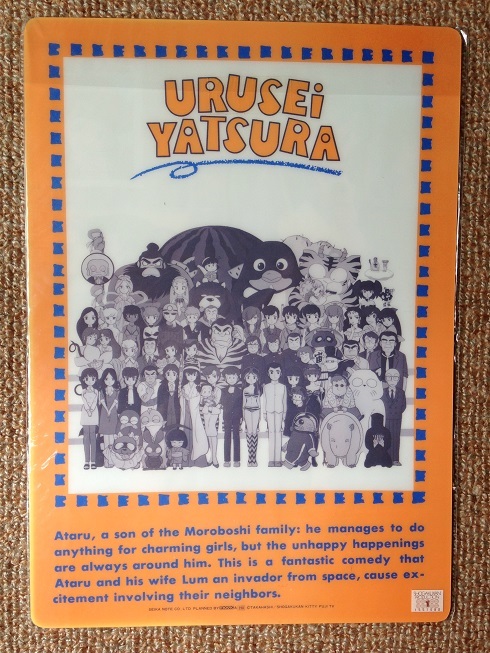 URUSEi
YATSURA
Ataru, a son of the Moroboshi family: he manages to do
anything for charming girls, but the unhappy happenings
are always around him. This is a fantastic comedy that
Ataru and his wife Lum an invador from space, cause ex-
citement involving their neighbors.